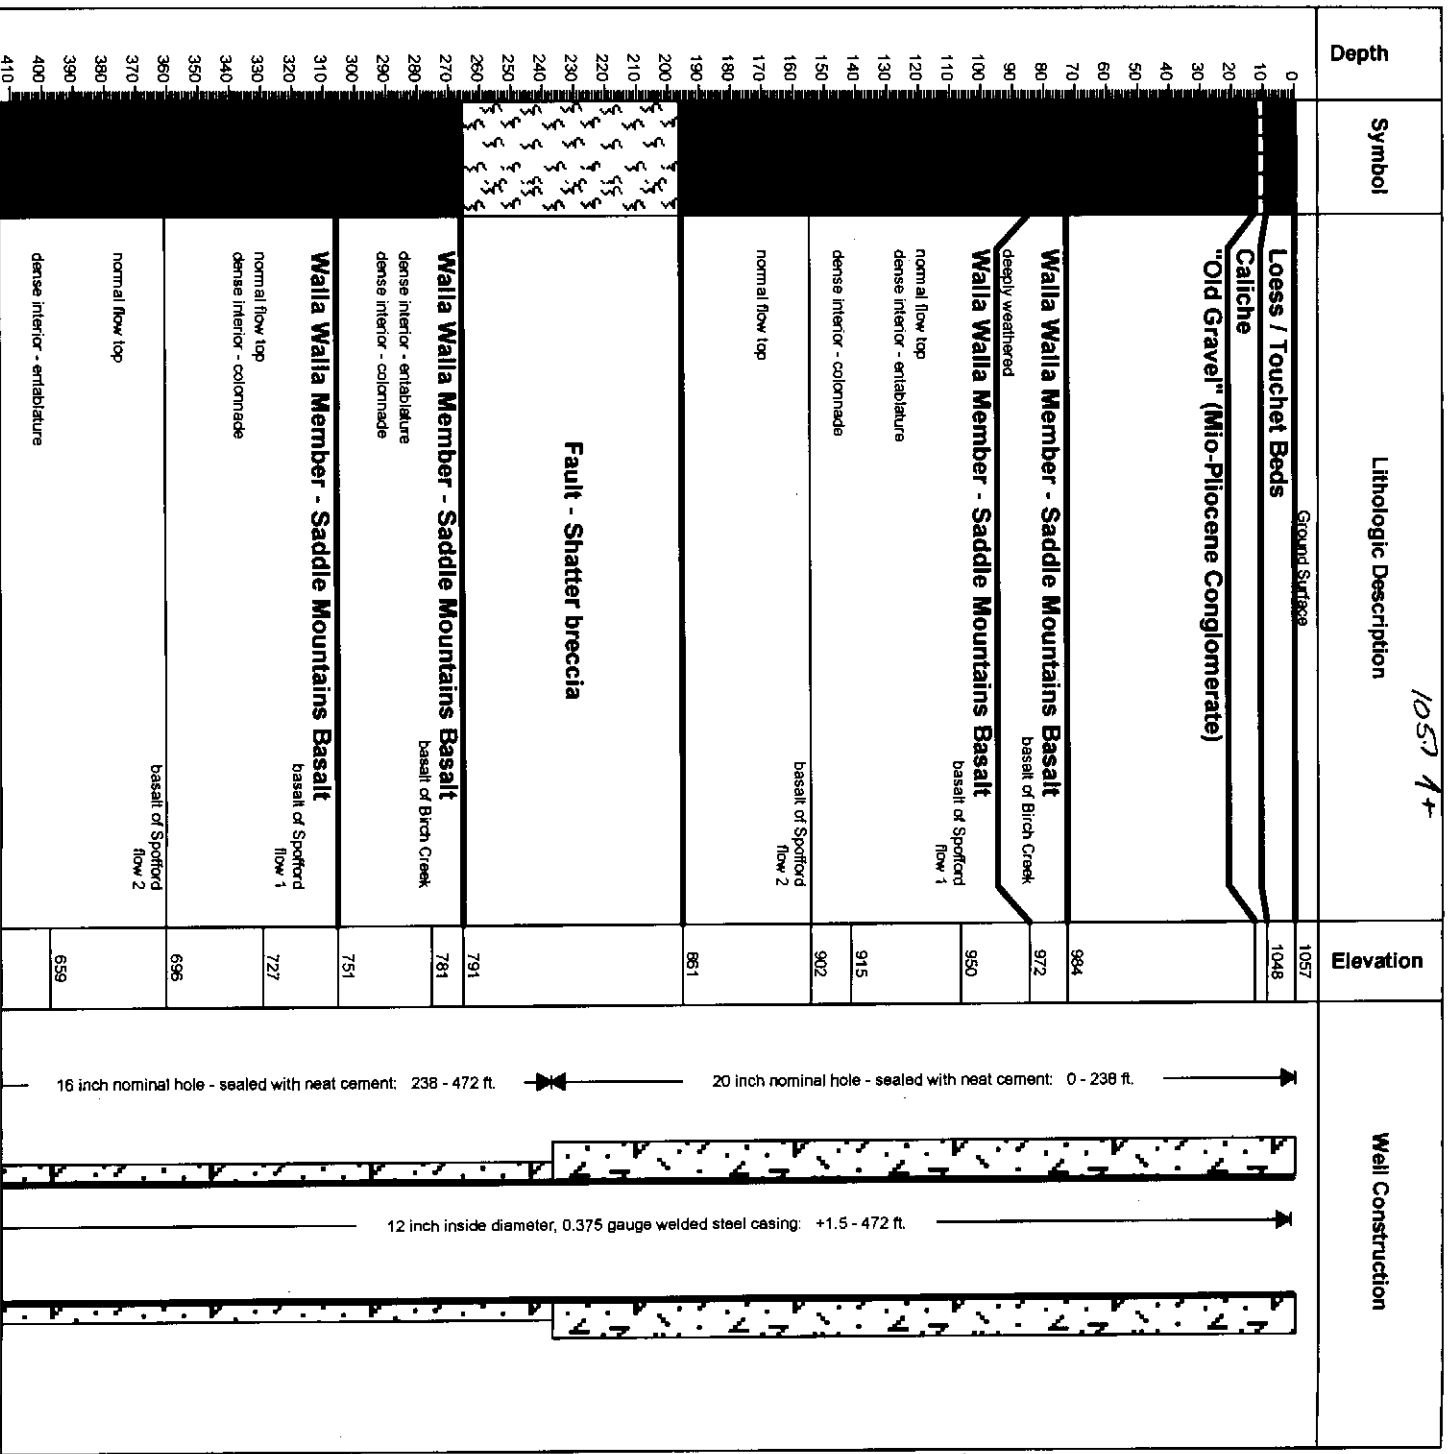 1057 ft
Depth
Symbol
Lithologic Description
Elevation
Well Construction
0
10
20
30
40
50
60
70
80
90
100
110
120
130
140
150
160
170
190
200
210
220
230
240
250
260
270
280
290
300
310
320
330
340
350
360
370
380
390
400
410
Ground Surface
Loess / Touchet Beds
Caliche
"Old Gravel" (Mio-Pliocene Conglomerate)
Walla Walla Member - Saddle Mountains Basalt
basalt of Birch Creek
deeply weathered
Walla Walla Member - Saddle Mountains Basalt
basalt of Spofford
flow 1
normal flow top
dense interior - entablature
dense interior - colonnade
basalt of Spofford
flow 2
normal flow top
Fault - Shatter breccia
Walla Walla Member - Saddle Mountains Basalt
basalt of Birch Creek
dense interior - entablature
dense interior - colonnade
Walla Walla Member - Saddle Mountains Basalt
basalt of Spofford
flow 1
normal flow top
dense interior - colonnade
basalt of Spofford
flow 2
normal flow top
dense interior - entablature
1057
1048
984
972
950
915
902
861
791
781
751
727
696
659
20 inch nominal hole - sealed with neat cement: 0 - 238 ft.
16 inch nominal hole - sealed with neat cement: 238 - 472 ft.
12 inch inside diameter, 0.375 gauge welded steel casing: +1.5 - 472 ft.